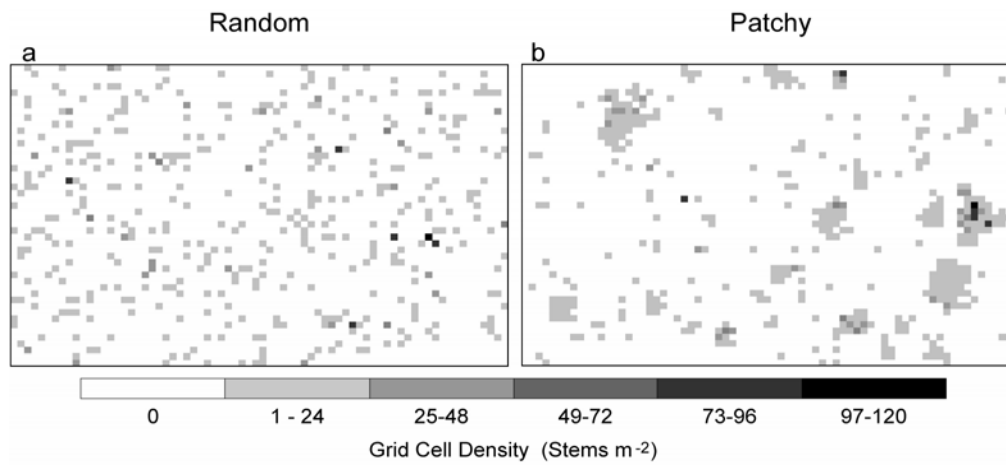 Random
Patchy
a
b
0 1 - 24 25-48 49-72 73-96 97-120
Grid Cell Density (Stems m-2)